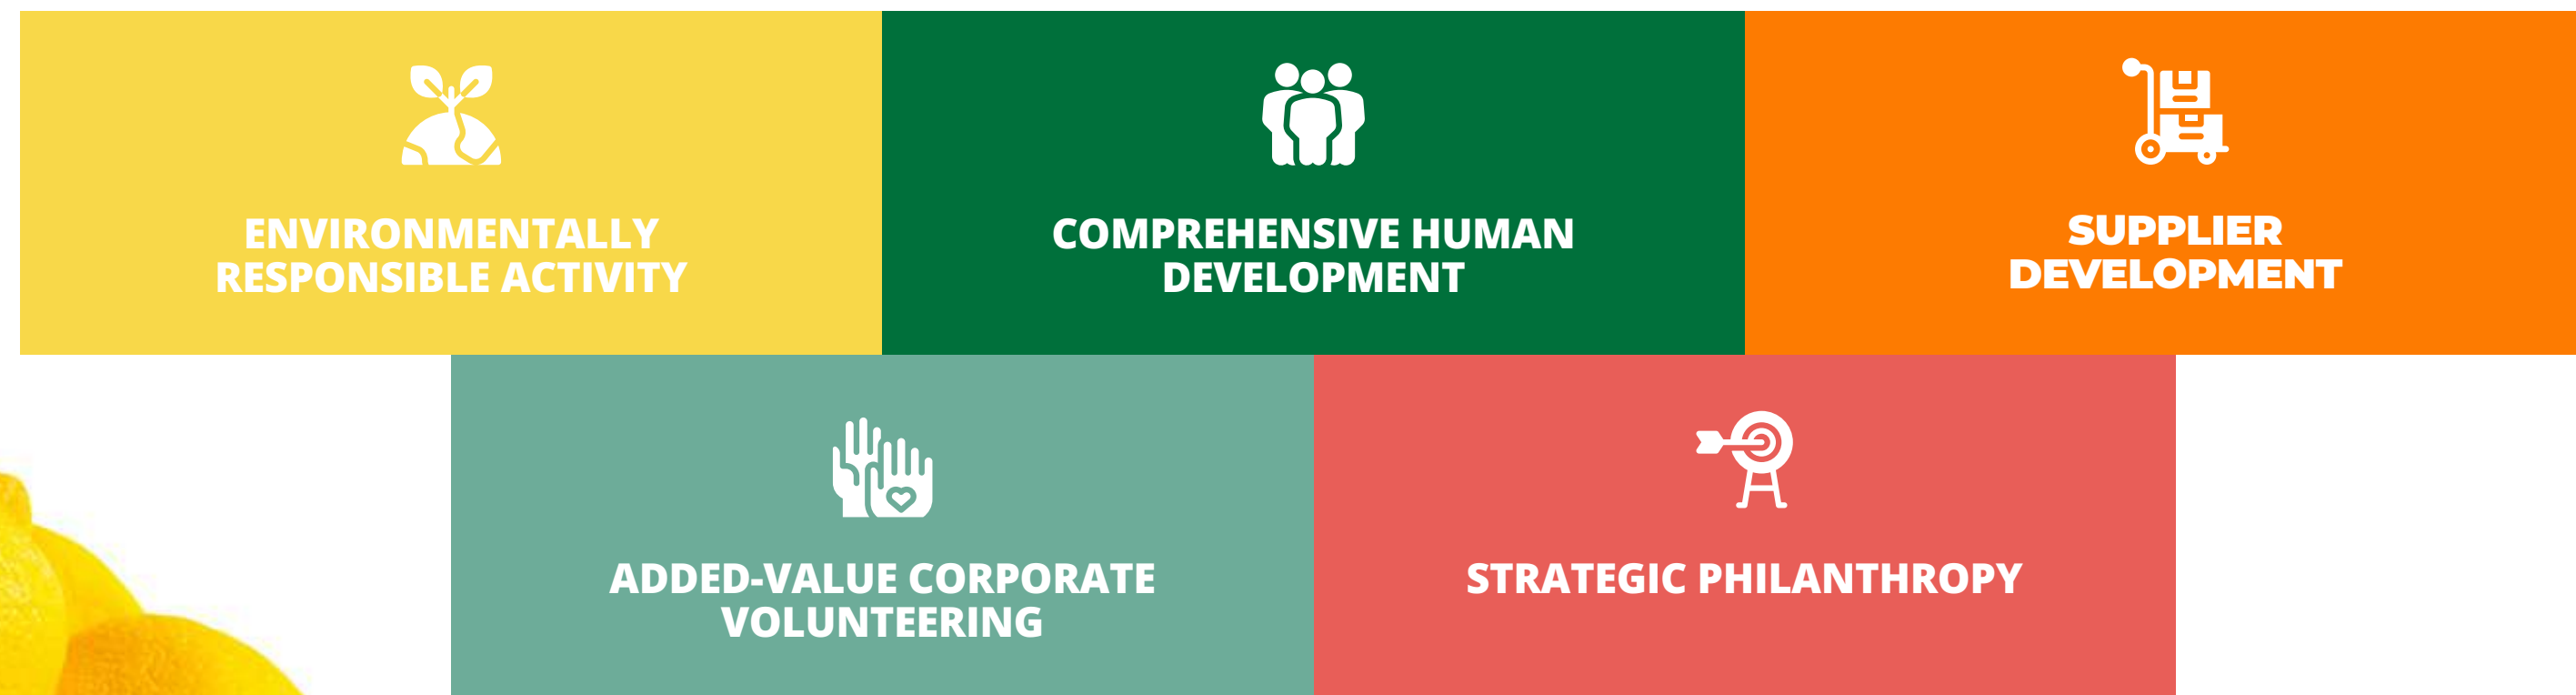 ENVIRONMENTALLY
RESPONSIBLE ACTIVITY
COMPREHENSIVE HUMAN
DEVELOPMENT
SUPPLIER
DEVELOPMENT
ADDED-VALUE CORPORATE
VOLUNTEERING
STRATEGIC PHILANTHROPY